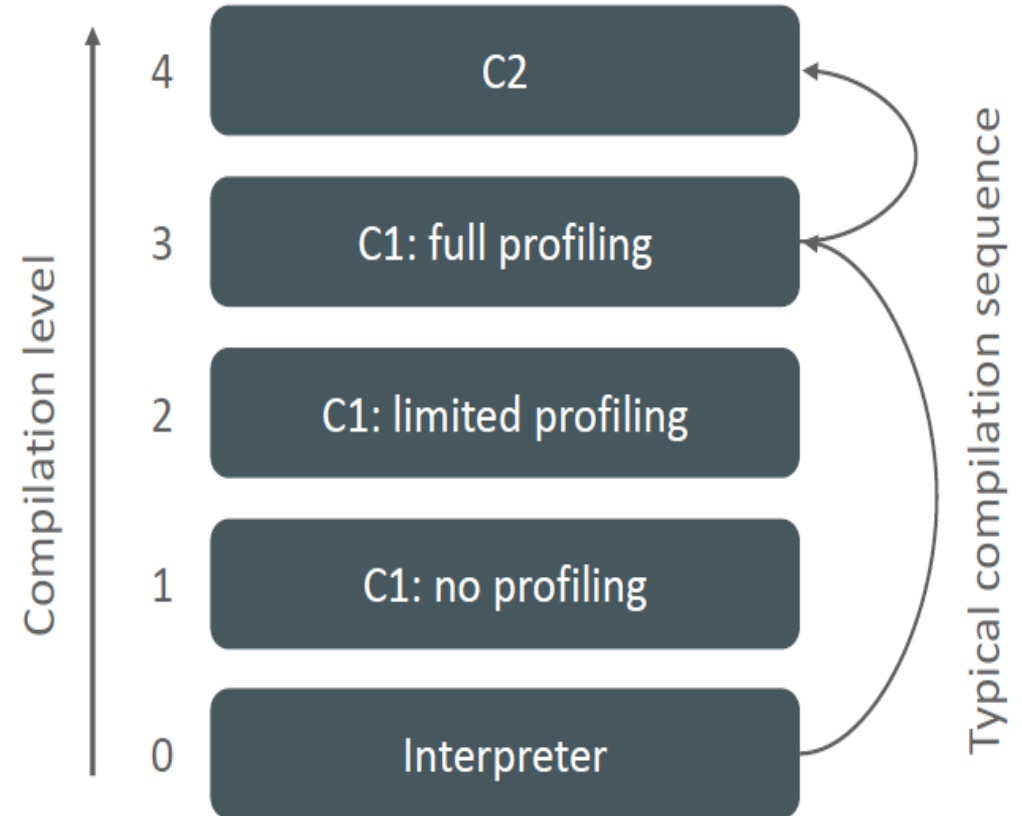 Compilation level
4
C2
3
C1: full profiling
2
C1: limited profiling
1
C1: no profiling
0
Interpreter
Typical compilation sequence